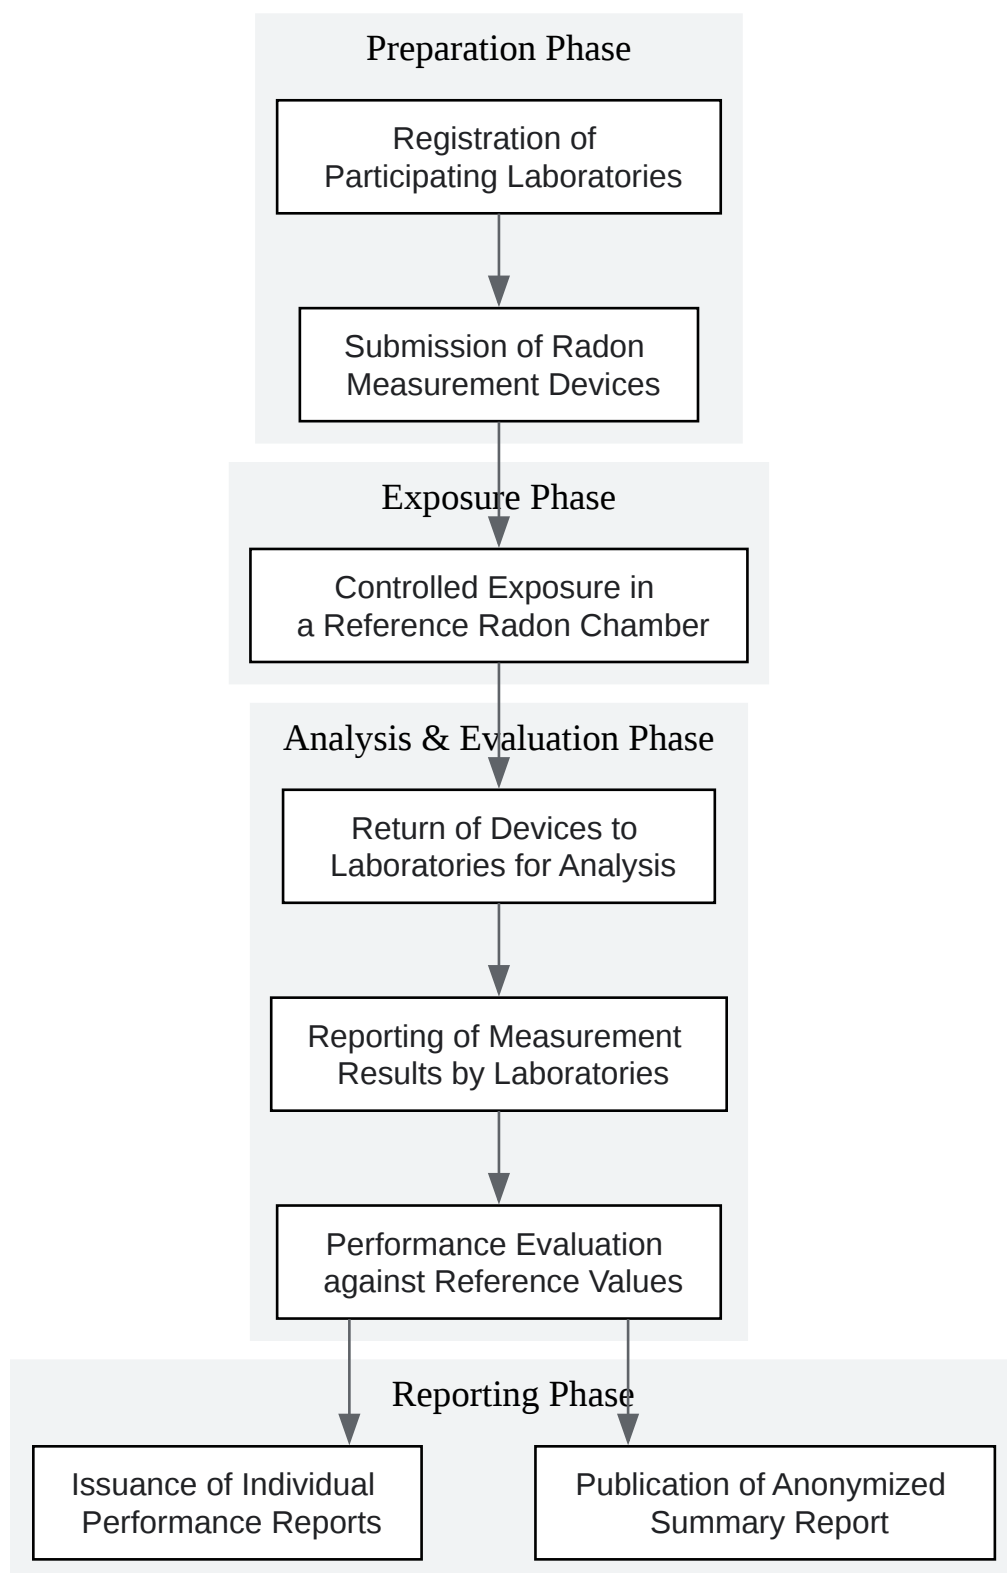 Preparation Phase
Registration of
Participating Laboratories
Submission of Radon
Measurement Devices
Exposure Phase
Controlled Exposure in
a Reference Radon Chamber
Analysis & Evaluation Phase
Return of Devices to
Laboratories for Analysis
Reporting of Measurement
Results by Laboratories
Performance Evaluation
against Reference Values
Reporting Phase
Issuance of Individual
Performance Reports
Publication of Anonymized
Summary Report